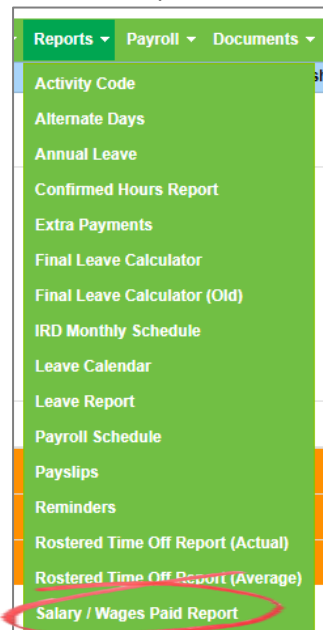 Reports Payroll Documents
Activity Code
Alternate Days
Annual Leave
Confirmed Hours Report
Extra Payments
Final Leave Calculator
Final Leave Calculator (Old)
IRD Monthly Schedule
Leave Calendar
Leave Report
Payroll Schedule
Payslips
Reminders
Rostered Time Off Report (Actual)
Rostered Time Off Report (Average)
Salary / Wages Paid Report